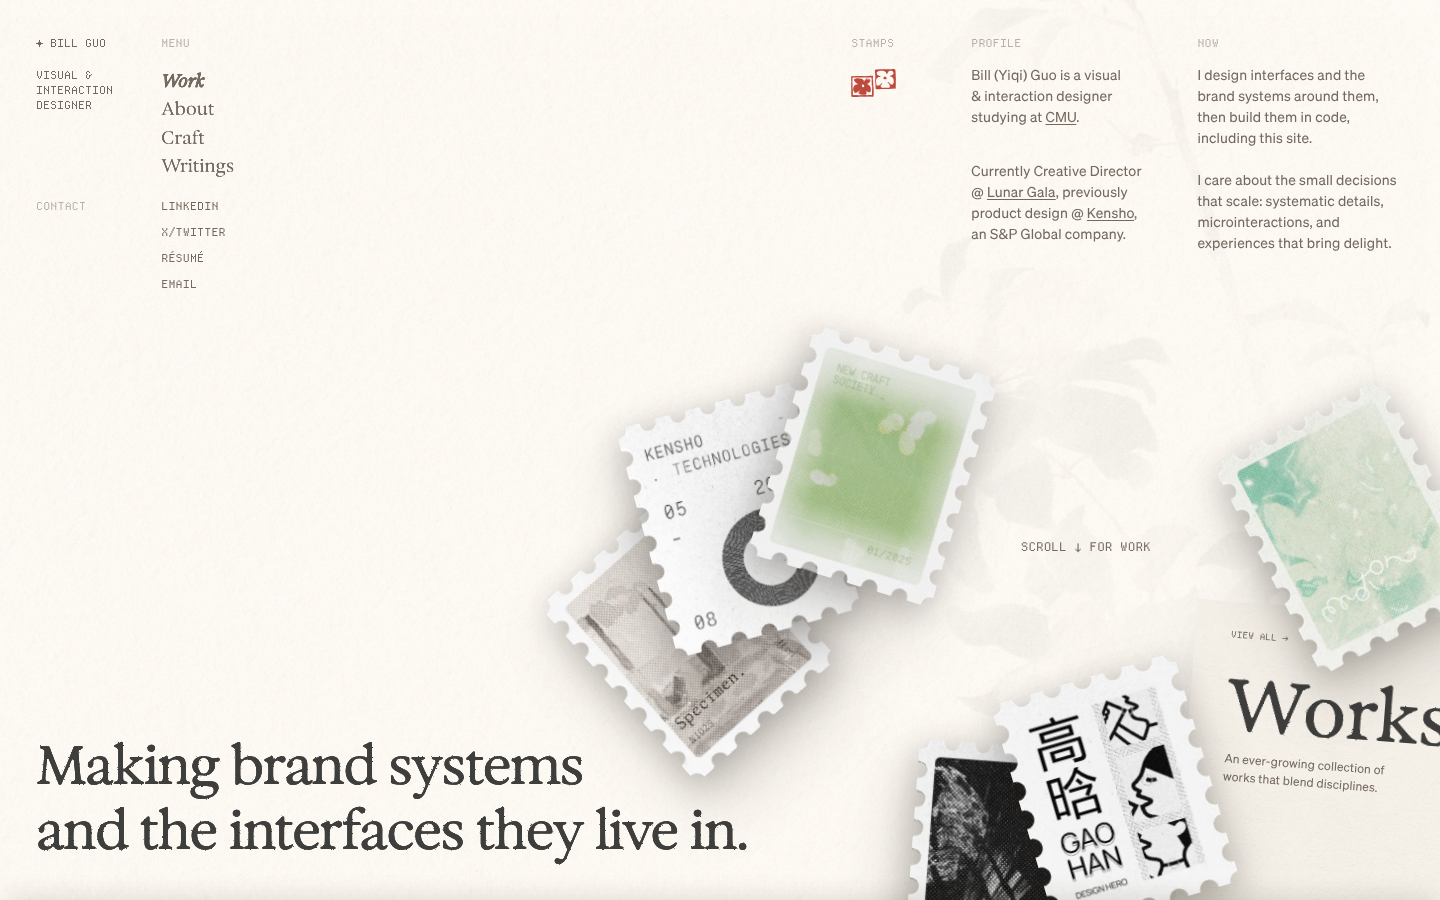 ✦ BILL GUO
VISUAL &
INTERACTION
DESIGNER
MENU
Work
About
Craft
Writings
CONTACT
LINKEDIN
X/TWITTER
RÉSUMÉ
EMAIL
STAMPS
PROFILE
Bill (Yiqi) Guo is a visual
& interaction designer
studying at CMU.
Currently Creative Director
@ Lunar Gala, previously
product design @ Kensho,
an S&P Global company.
NOW
I design interfaces and the
brand systems around them,
then build them in code,
including this site.
I care about the small decisions
that scale: systematic details,
microinteractions, and
experiences that bring delight.
NEW CRAFT
SOCIETY.
01/2025
KENSHO
TECHNOLOGIES
05
08
Specimen.
SCROLL ↓ FOR WORK
VIEW ALL →
Works
An ever-growing collection of
works that blend disciplines.
高
晗
GAO
HAN
DESIGN HERO
Making brand systems
and the interfaces they live in.